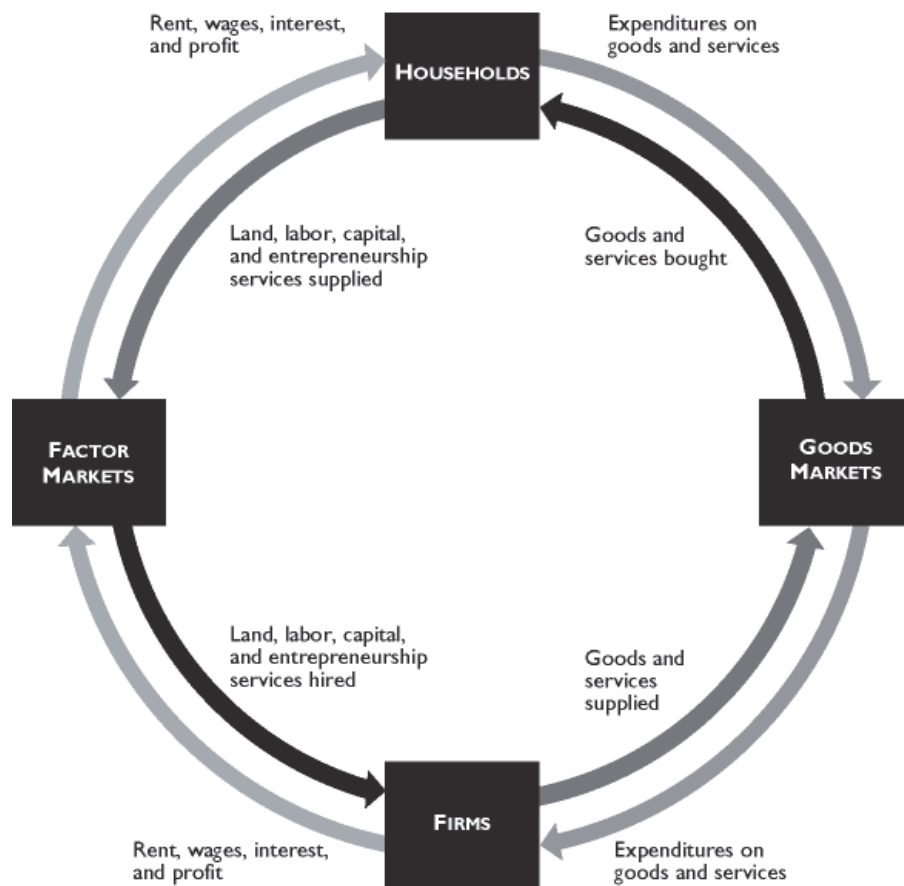 Rent, wages, interest,
and profit
Expenditures on
goods and services
HOUSEHOLDS
Land, labor, capital,
and entrepreneurship
services supplied
Goods and
services bought
FACTOR
MARKETS
GOODS
MARKETS
Land, labor, capital,
and entrepreneurship
services hired
Goods and
services
supplied
FIRMS
Rent, wages, interest,
and profit
Expenditures on
goods and services